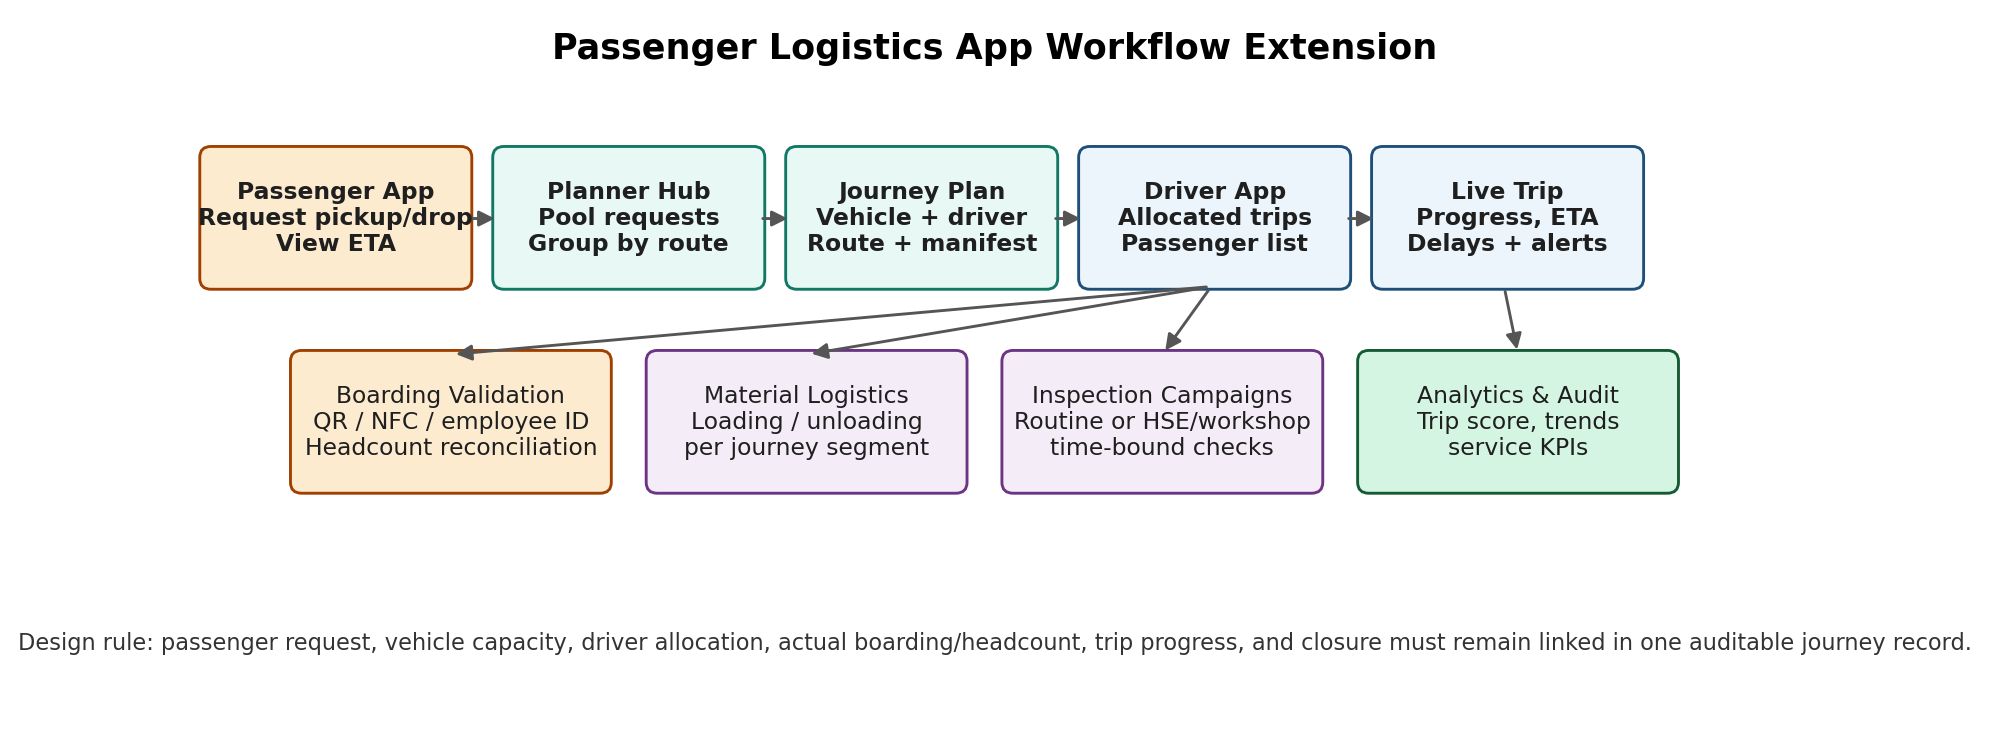 Passenger Logistics App Workflow Extension
Passenger App
Request pickup/drop
View ETA
Planner Hub
Pool requests
Group by route
Journey Plan
Vehicle + driver
Route + manifest
Driver App
Allocated trips
Passenger list
Live Trip
Progress, ETA
Delays + alerts
Boarding Validation
QR / NFC / employee ID
Headcount reconciliation
Material Logistics
Loading / unloading
per journey segment
Inspection Campaigns
Routine or HSE/workshop
time-bound checks
Analytics & Audit
Trip score, trends
service KPIs
Design rule: passenger request, vehicle capacity, driver allocation, actual boarding/headcount, trip progress, and closure must remain linked in one auditable journey record.